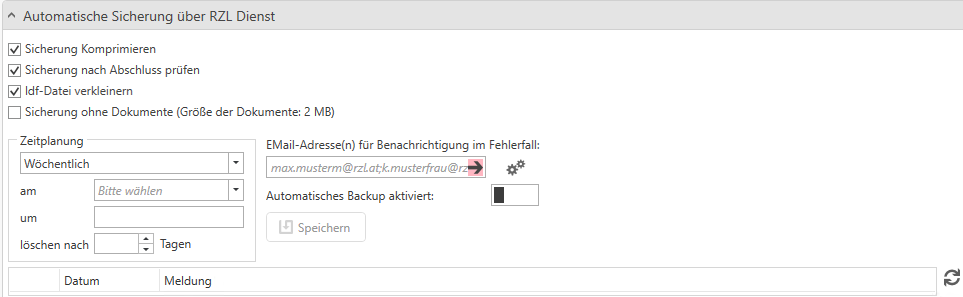 Automatische Sicherung über RZL Dienst
Sicherung Komprimieren
Sicherung nach Abschluss prüfen
ldf-Datei verkleinern
Sicherung ohne Dokumente (Größe der Dokumente: 2 MB)
Zeitplanung
Wöchentlich
am Bitte wählen
um
löschen nach Tagen
EMail-Adresse(n) für Benachrichtigung im Fehlerfall:
max.musterm@rzl.at;k.musterfrau@rz
Automatisches Backup aktiviert:
Speichern
Datum Meldung